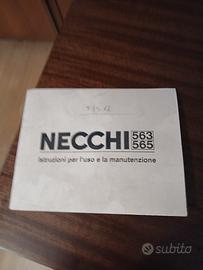 NECCHI 563
565
Istruzioni per l'uso e la manutenzione
subito